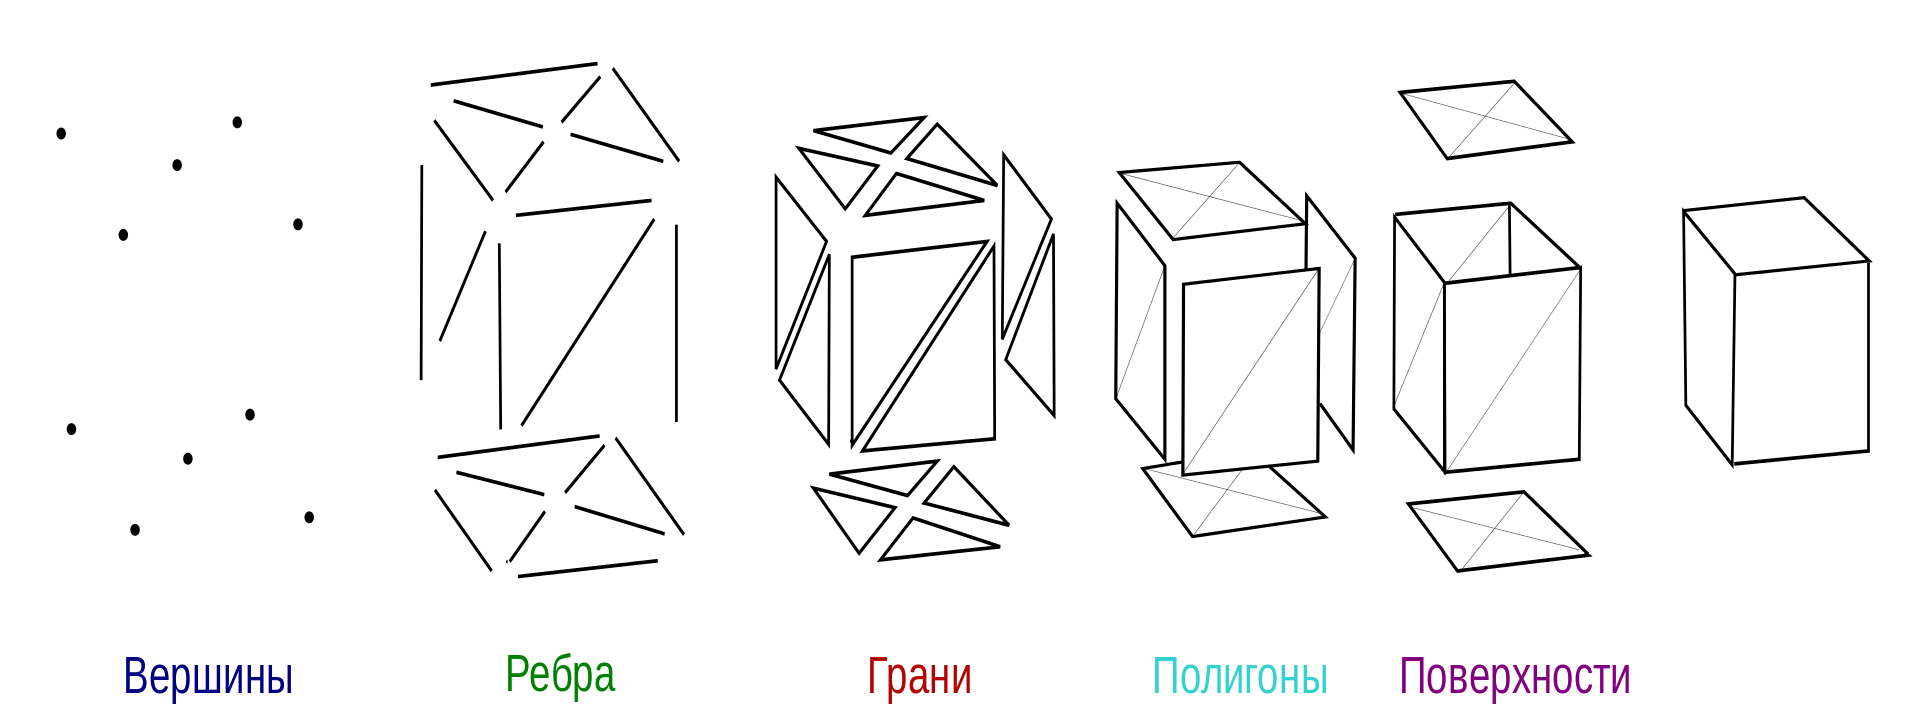 Вершины
Ребра
Грани
Полигоны
Поверхности